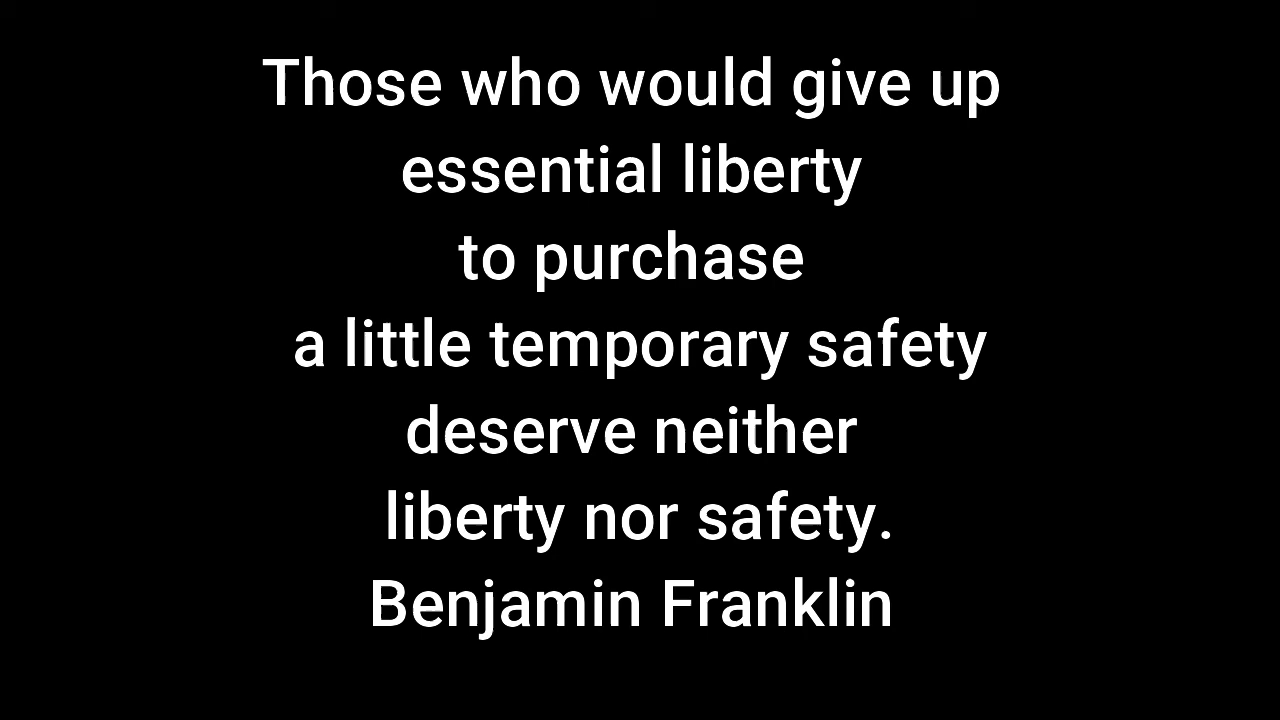 Those who would give up
essential liberty
to purchase
a little temporary safety
deserve neither
liberty nor safety.
Benjamin Franklin